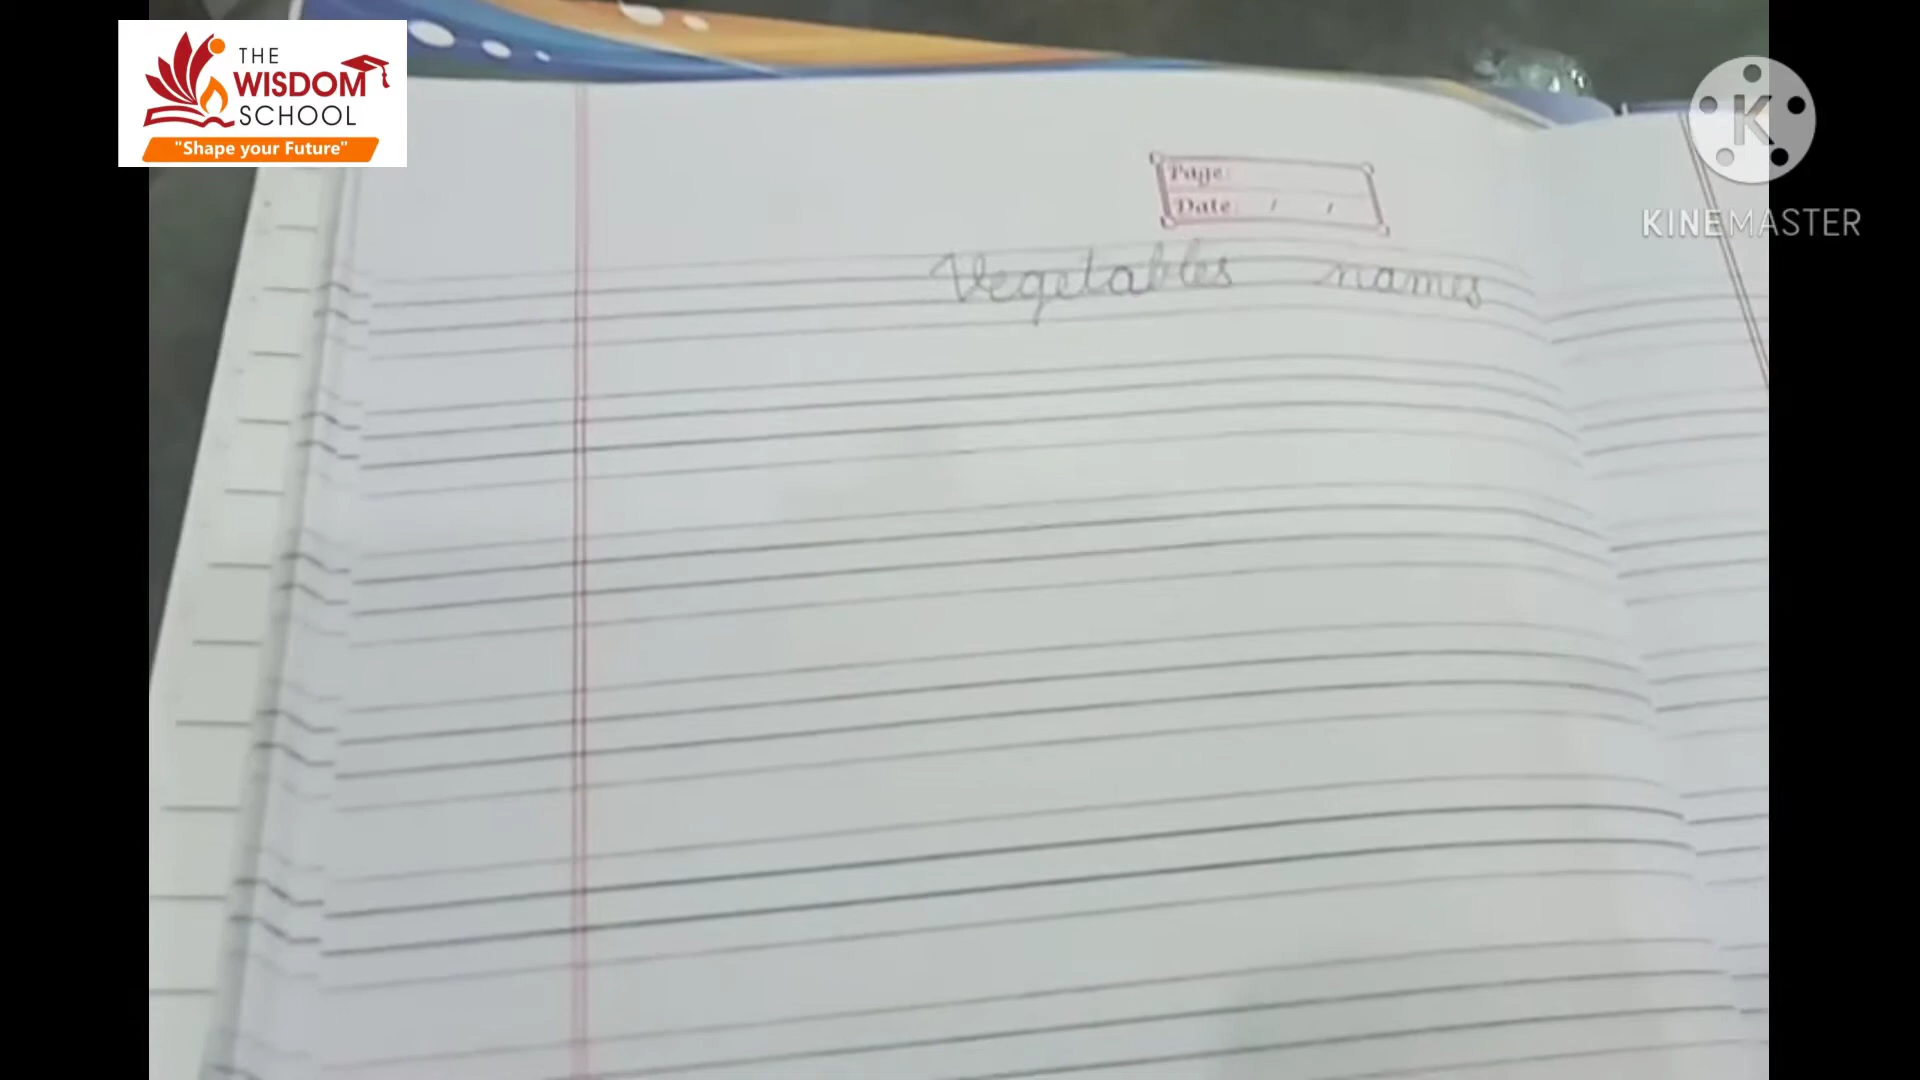 THE
WISDOM
SCHOOL
"Shape your Future"
K
KINEMASTER
Page:
Date: / /
Vegetables names